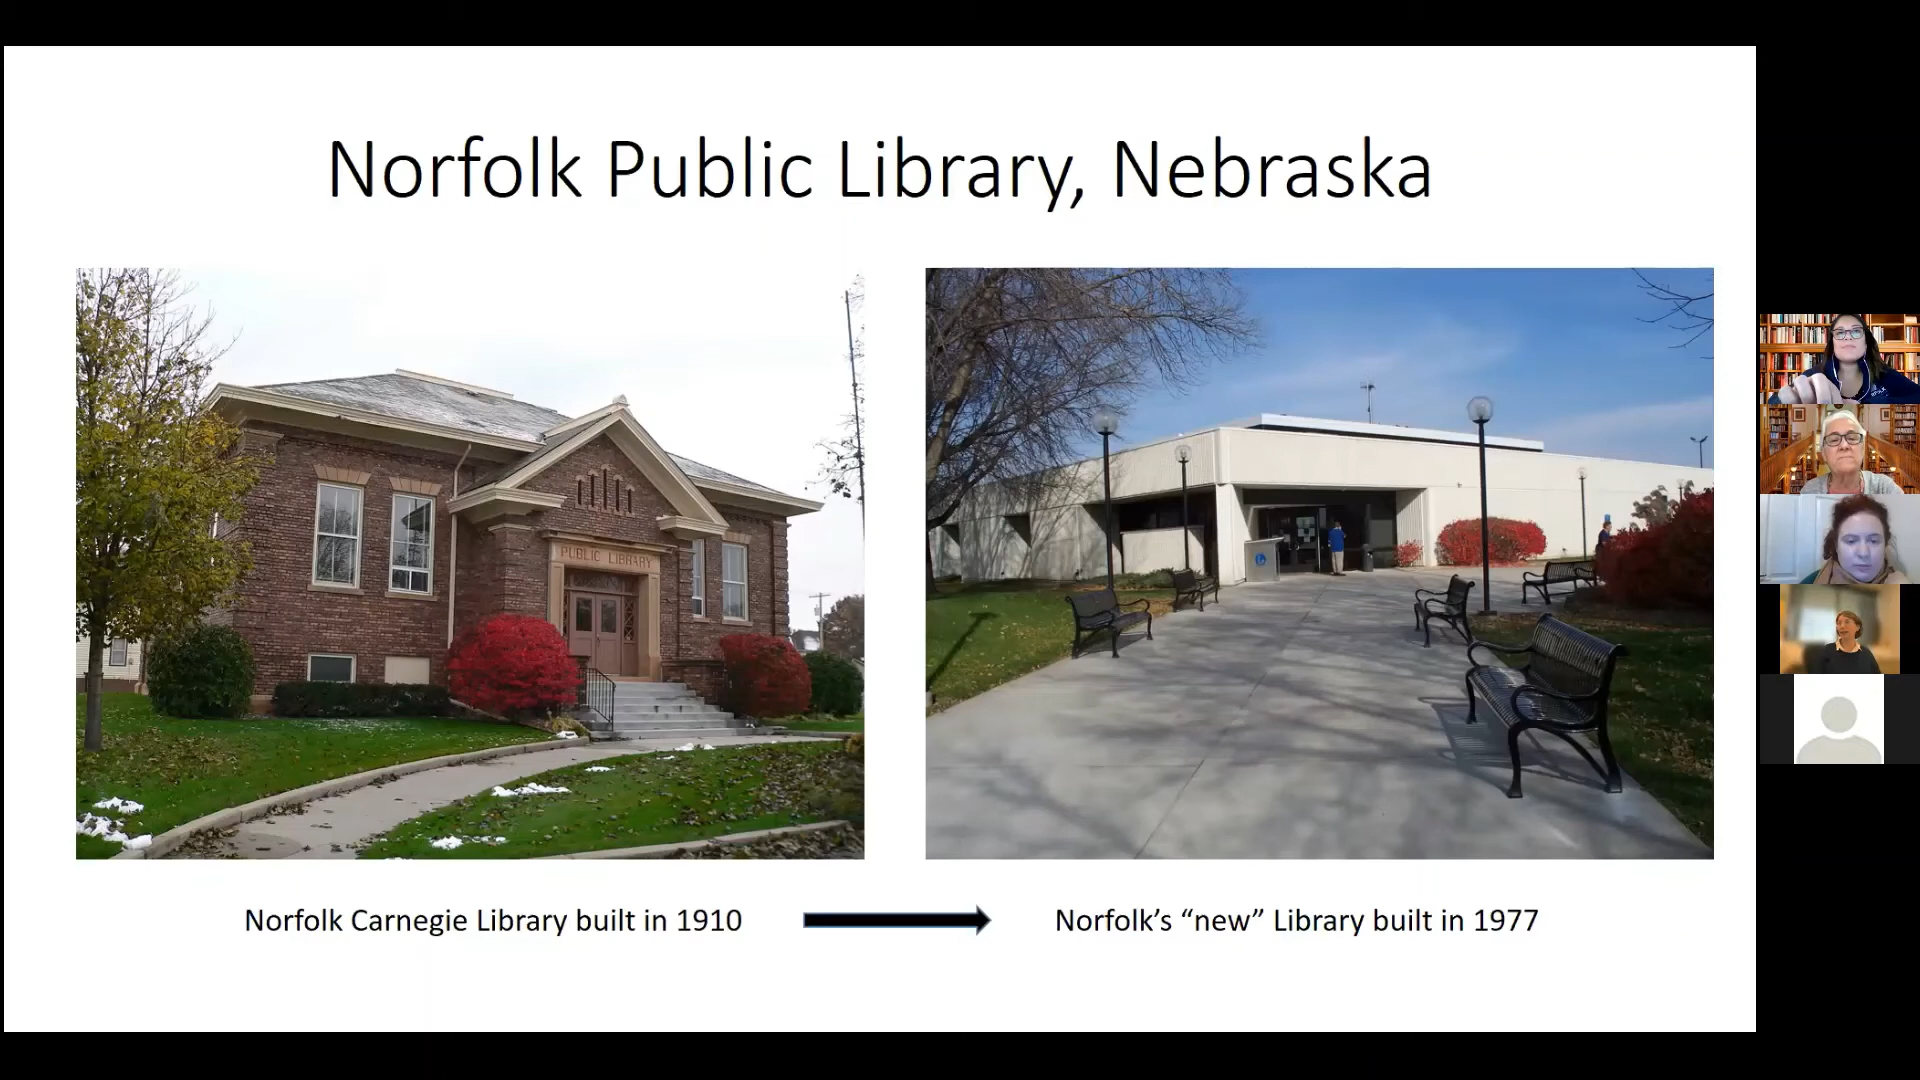 Norfolk Public Library, Nebraska
PUBLIC LIBRARY
Norfolk Carnegie Library built in 1910
Norfolk’s “new” Library built in 1977